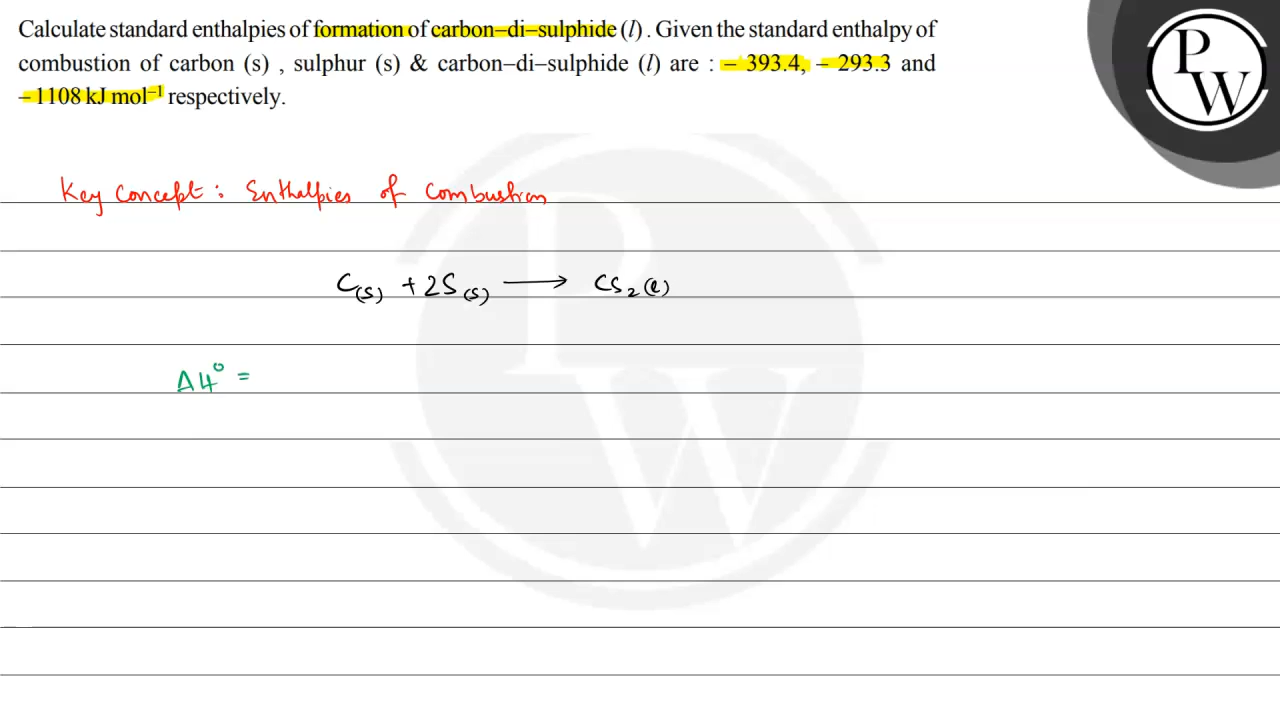 Calculate standard enthalpies of formation of carbon–di–sulphide (l) . Given the standard enthalpy of
combustion of carbon (s) , sulphur (s) & carbon–di–sulphide (l) are : – 393.4, – 293.3 and
– 1108 kJ mol⁻¹ respectively.
P
W
Key Concept : Enthalpies of Combustion
C(s) + 2S(s) ⟶ CS₂(l)
ΔH° =
P
W